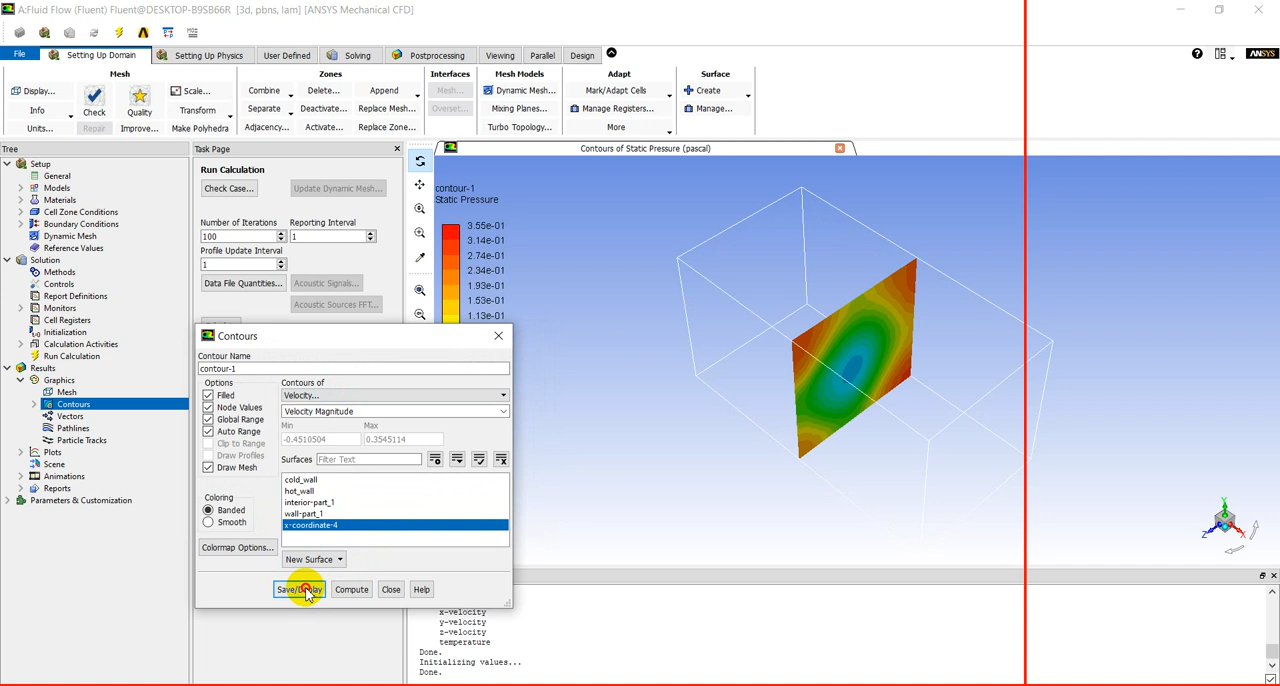 A:Fluid Flow (Fluent) Fluent@DESKTOP-B9SB66R [3d, pbns, lam] [ANSYS Mechanical CFD]
File
Setting Up Domain
Setting Up Physics
User Defined
Solving
Postprocessing
Viewing
Parallel
Design
ANSYS
Mesh
Zones
Interfaces
Mesh Models
Adapt
Surface
Display...
Scale...
Combine
Delete...
Append
Mesh...
Dynamic Mesh...
Mark/Adapt Cells
Create
Info
Check
Quality
Transform
Separate
Deactivate...
Replace Mesh...
Overset...
Mixing Planes...
Manage Registers...
Manage...
Units...
Repair
Improve...
Make Polyhedra
Adjacency...
Activate...
Replace Zone...
Turbo Topology...
More
Tree
Setup
General
Models
Materials
Cell Zone Conditions
Boundary Conditions
Dynamic Mesh
Reference Values
Solution
Methods
Controls
Report Definitions
Monitors
Cell Registers
Initialization
Calculation Activities
Run Calculation
Results
Graphics
Mesh
Contours
Vectors
Pathlines
Particle Tracks
Plots
Scene
Animations
Reports
Parameters & Customization
Task Page
Run Calculation
Check Case...
Update Dynamic Mesh...
Number of Iterations
Reporting Interval
100
1
Profile Update Interval
1
Data File Quantities...
Acoustic Signals...
Acoustic Sources FFT...
Contours of Static Pressure (pascal)
contour-1
Static Pressure
3.55e-01
3.14e-01
2.74e-01
2.34e-01
1.93e-01
1.53e-01
1.13e-01
Y
Z
X
Contours
Contour Name
contour-1
Options
Filled
Node Values
Global Range
Auto Range
Clip to Range
Draw Profiles
Draw Mesh
Coloring
Banded
Smooth
Colormap Options...
Contours of
Velocity...
Velocity Magnitude
Min
Max
-0.4510504
0.3545114
Surfaces
Filter Text
cold_wall
hot_wall
interior-part_1
wall-part_1
x-coordinate-4
New Surface
Save/Display
Compute
Close
Help
x-velocity
y-velocity
z-velocity
temperature
Done.
Initializing values...
Done.